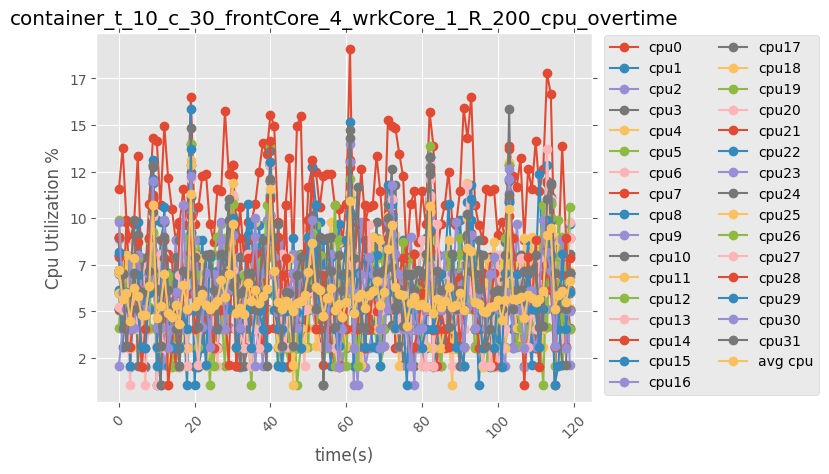 container_t_10_c_30_frontCore_4_wrkCore_1_R_200_cpu_overtime
Cpu Utilization %
17
15
12
10
7
5
2
0
20
40
60
80
100
120
time(s)
cpu0
cpu1
cpu2
cpu3
cpu4
cpu5
cpu6
cpu7
cpu8
cpu9
cpu10
cpu11
cpu12
cpu13
cpu14
cpu15
cpu16
cpu17
cpu18
cpu19
cpu20
cpu21
cpu22
cpu23
cpu24
cpu25
cpu26
cpu27
cpu28
cpu29
cpu30
cpu31
avg cpu